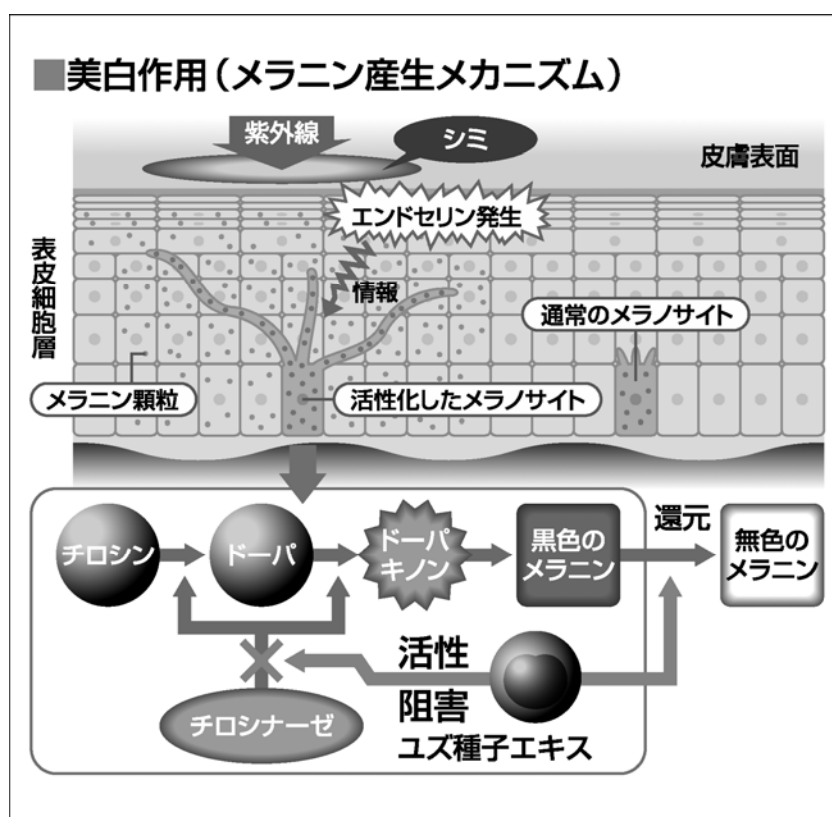 ■美白作用（メラニン産生メカニズム）
紫外線
シミ
皮膚表面
エンドセリン発生
表皮細胞層
情報
通常のメラノサイト
メラニン顆粒
活性化したメラノサイト
チロシン
ドーパ
ドーパ
キノン
黒色の
メラニン
還元
無色の
メラニン
活性
阻害
チロシナーゼ
ユズ種子エキス